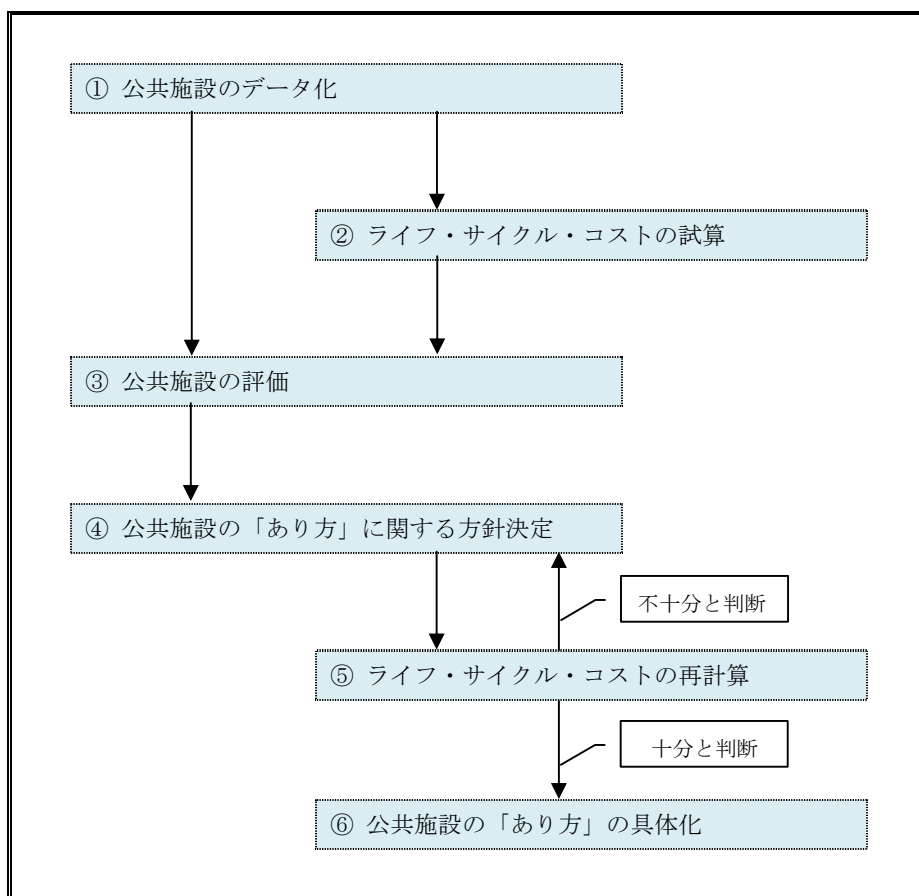 ① 公共施設のデータ化
② ライフ・サイクル・コストの試算
③ 公共施設の評価
④ 公共施設の「あり方」に関する方針決定
不十分と判断
⑤ ライフ・サイクル・コストの再計算
十分と判断
⑥ 公共施設の「あり方」の具体化